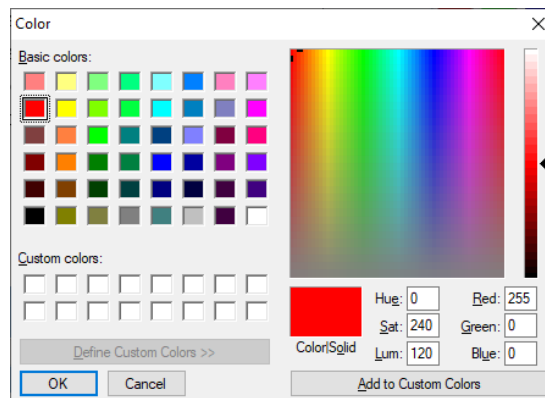 Color
Basic colors:
Custom colors:
Define Custom Colors >>
OK Cancel
Color|Solid
Hue: 0 Red: 255
Sat: 240 Green: 0
Lum: 120 Blue: 0
Add to Custom Colors